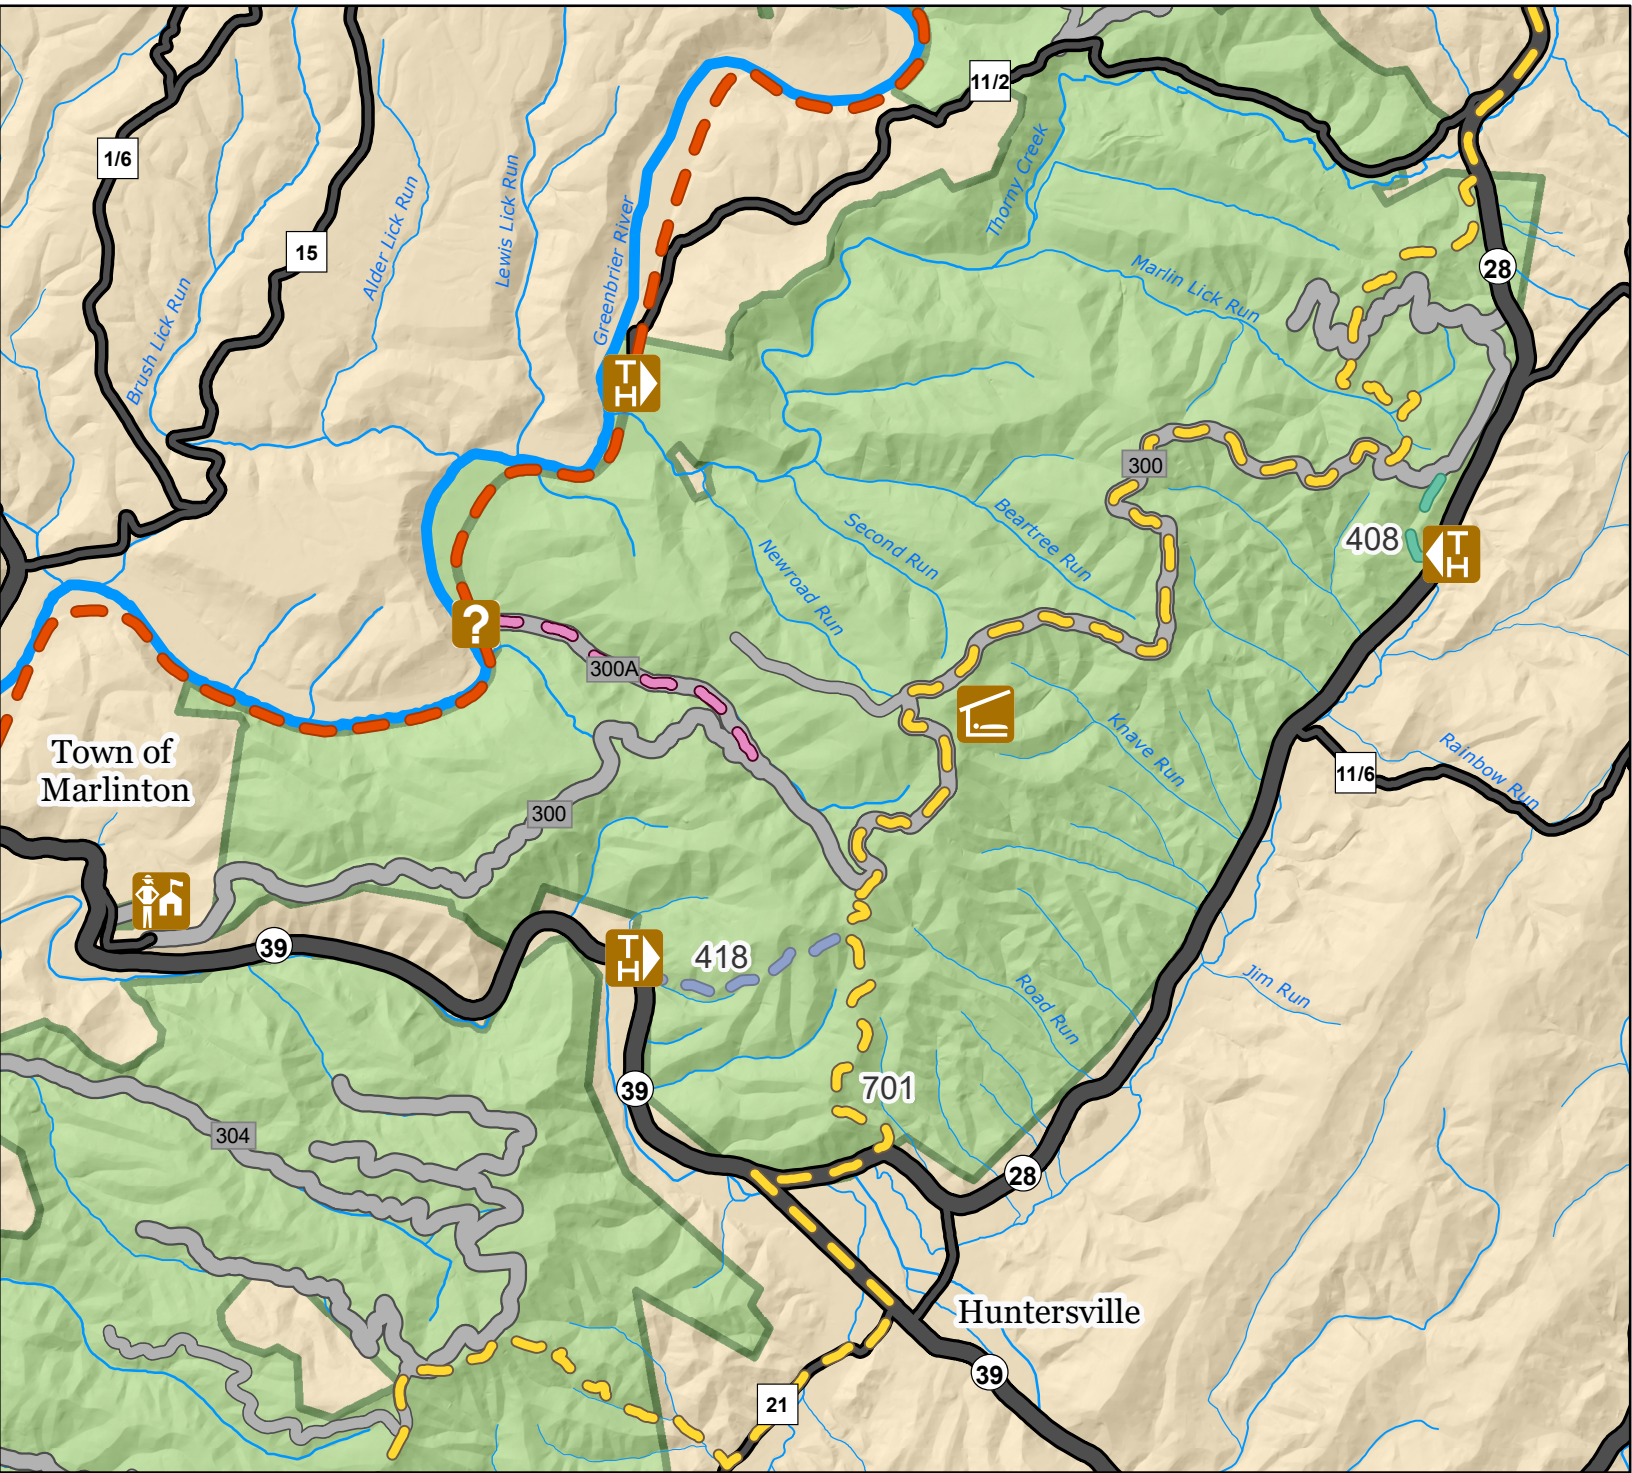 11/2
1/6
Thorny Creek
Lewis Lick Run
Alder Lick Run
15
Greenbrier River
Marlin Lick Run
28
Brush Lick Run
T
H
300
Second Run
Beartree Run
408
T
H
Newroad Run
?
300A
Knave Run
Town of
Marlinton
Rainbow Run
11/6
300
39
T
H
418
Jim Run
Road Run
39
701
304
28
Huntersville
39
21